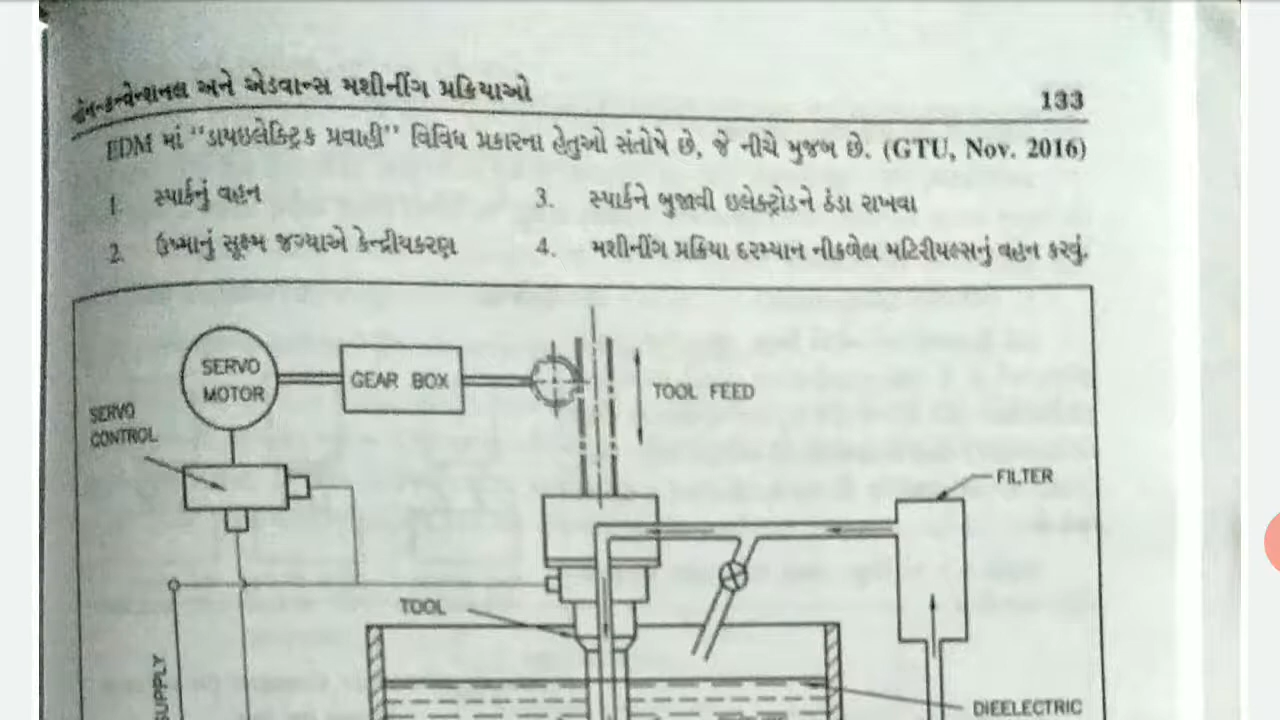 નોન-કન્વેન્શનલ અને એડવાન્સ મશીનીંગ પ્રક્રિયાઓ 133
EDM માં "ડાયઇલેક્ટ્રિક પ્રવાહી" વિવિધ પ્રકારના હેતુઓ સંતોષે છે, જે નીચે મુજબ છે. (GTU, Nov. 2016)
1. સ્પાર્કનું વહન 3. સ્પાર્કને બુજાવી ઇલેક્ટ્રોડને ઠંડા રાખવા
2. ઉષ્માનું સૂક્ષ્મ જગ્યાએ કેન્દ્રીયકરણ 4. મશીનીંગ પ્રક્રિયા દરમ્યાન નીકળેલ મટિરીયલ્સનું વહન કરવું.
SERVO
MOTOR
GEAR BOX
TOOL FEED
SERVO
CONTROL
FILTER
TOOL
SUPPLY
DIEELECTRIC